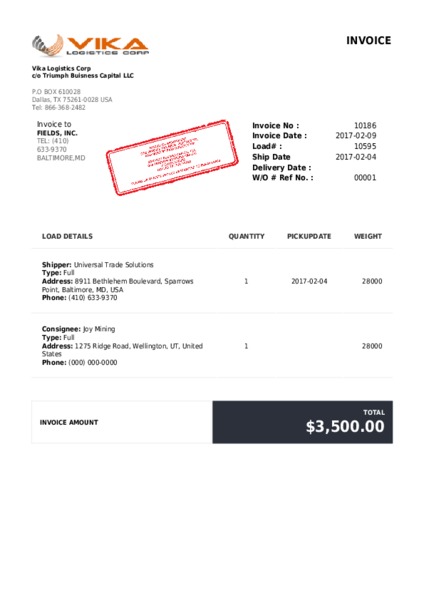 INVOICE
VIKA
LOGISTICS CORP
Vika Logistics Corp
c/o Triumph Buisness Capital LLC
P.O BOX 610028
Dallas, TX 75261-0028 USA
Tel: 866-368-2482
Invoice to
FIELDS, INC.
TEL: (410)
633-9370
BALTIMORE,MD
Invoice No : 10186
Invoice Date : 2017-02-09
Load# : 10595
Ship Date 2017-02-04
Delivery Date :
W/O # Ref No. : 00001
LOAD DETAILS QUANTITY PICKUPDATE WEIGHT
Shipper: Universal Trade Solutions
Type: Full
Address: 8911 Bethlehem Boulevard, Sparrows
Point, Baltimore, MD, USA
Phone: (410) 633-9370
1 2017-02-04 28000
Consignee: Joy Mining
Type: Full
Address: 1275 Ridge Road, Wellington, UT, United
States
Phone: (000) 000-0000
1 28000
INVOICE AMOUNT
TOTAL
$3,500.00